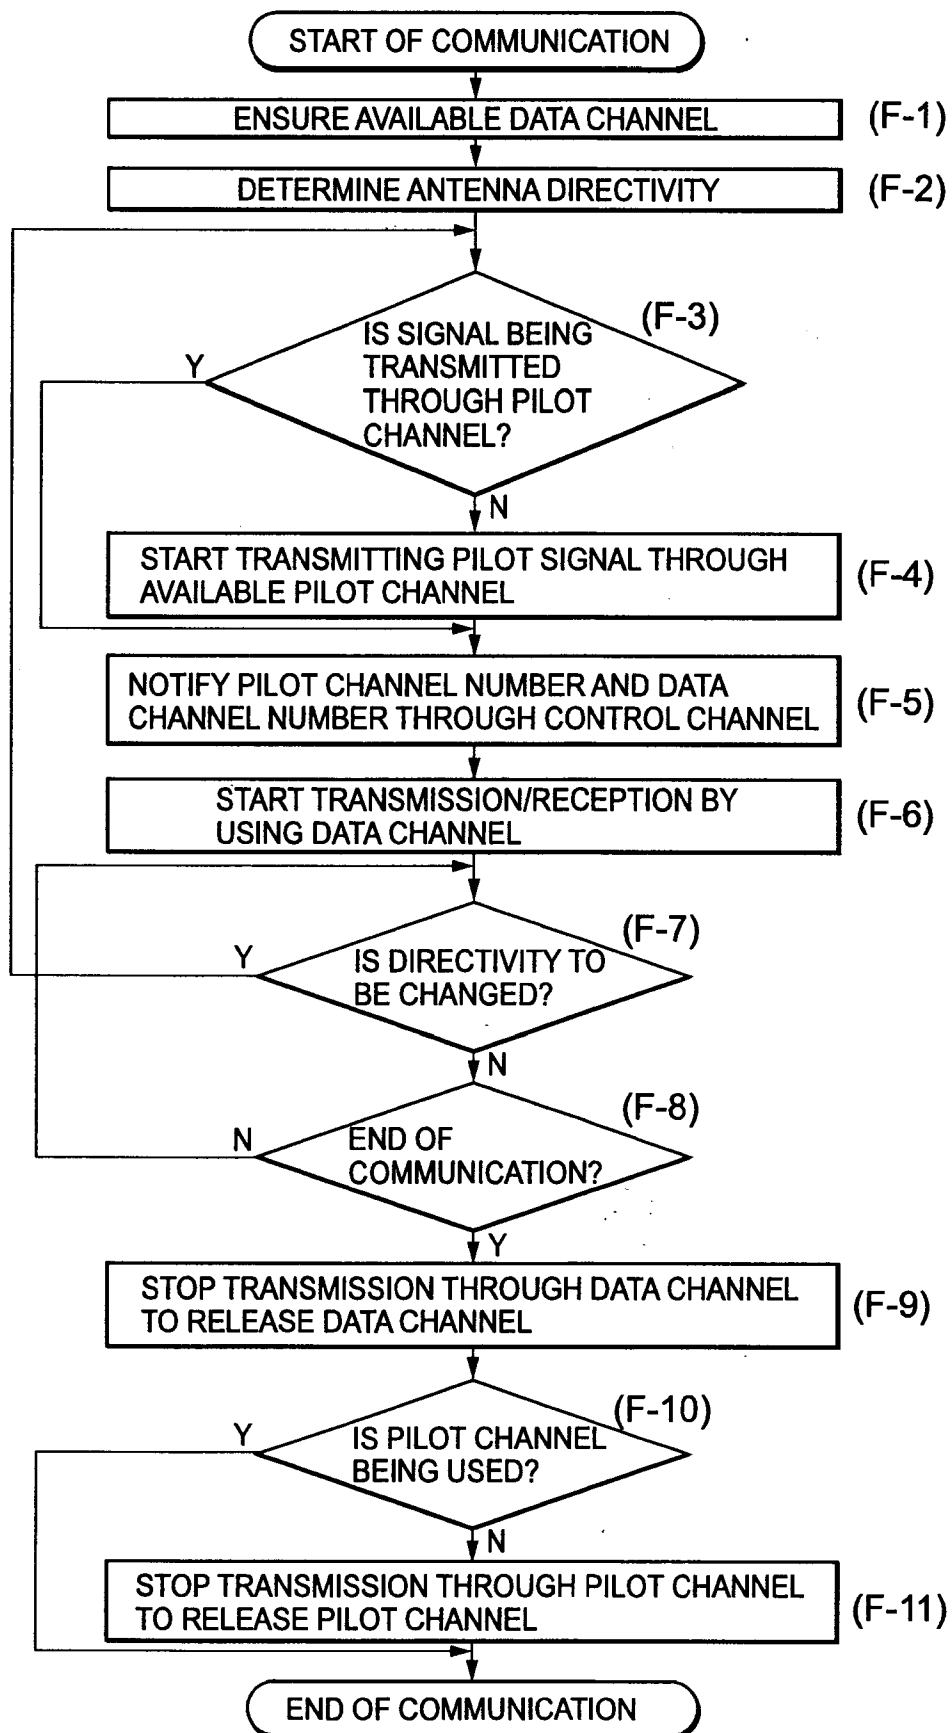 START OF COMMUNICATION
ENSURE AVAILABLE DATA CHANNEL
(F-1)
DETERMINE ANTENNA DIRECTIVITY
(F-2)
(F-3)
IS SIGNAL BEING
TRANSMITTED
THROUGH PILOT
CHANNEL?
Y
N
START TRANSMITTING PILOT SIGNAL THROUGH
AVAILABLE PILOT CHANNEL
(F-4)
NOTIFY PILOT CHANNEL NUMBER AND DATA
CHANNEL NUMBER THROUGH CONTROL CHANNEL
(F-5)
START TRANSMISSION/RECEPTION BY
USING DATA CHANNEL
(F-6)
(F-7)
Y
IS DIRECTIVITY TO
BE CHANGED?
N
(F-8)
N
END OF
COMMUNICATION?
Y
STOP TRANSMISSION THROUGH DATA CHANNEL
TO RELEASE DATA CHANNEL
(F-9)
(F-10)
Y
IS PILOT CHANNEL
BEING USED?
N
STOP TRANSMISSION THROUGH PILOT CHANNEL
TO RELEASE PILOT CHANNEL
(F-11)
END OF COMMUNICATION